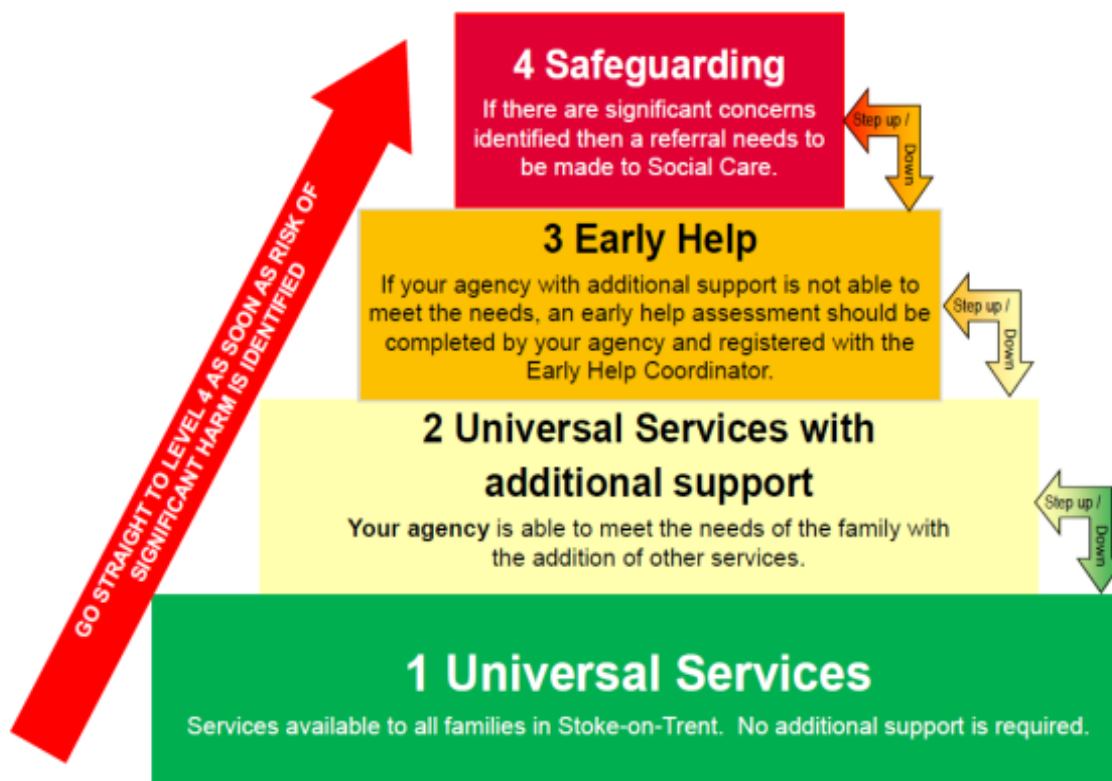 4 Safeguarding
If there are significant concerns
identified then a referral needs to
be made to Social Care.
Step up /
Down
3 Early Help
If your agency with additional support is not able to
meet the needs, an early help assessment should be
completed by your agency and registered with the
Early Help Coordinator.
Step up /
Down
2 Universal Services with
additional support
Your agency is able to meet the needs of the family with
the addition of other services.
Step up /
Down
1 Universal Services
Services available to all families in Stoke-on-Trent. No additional support is required.
GO STRAIGHT TO LEVEL 4 AS SOON AS RISK OF
SIGNIFICANT HARM IS IDENTIFIED